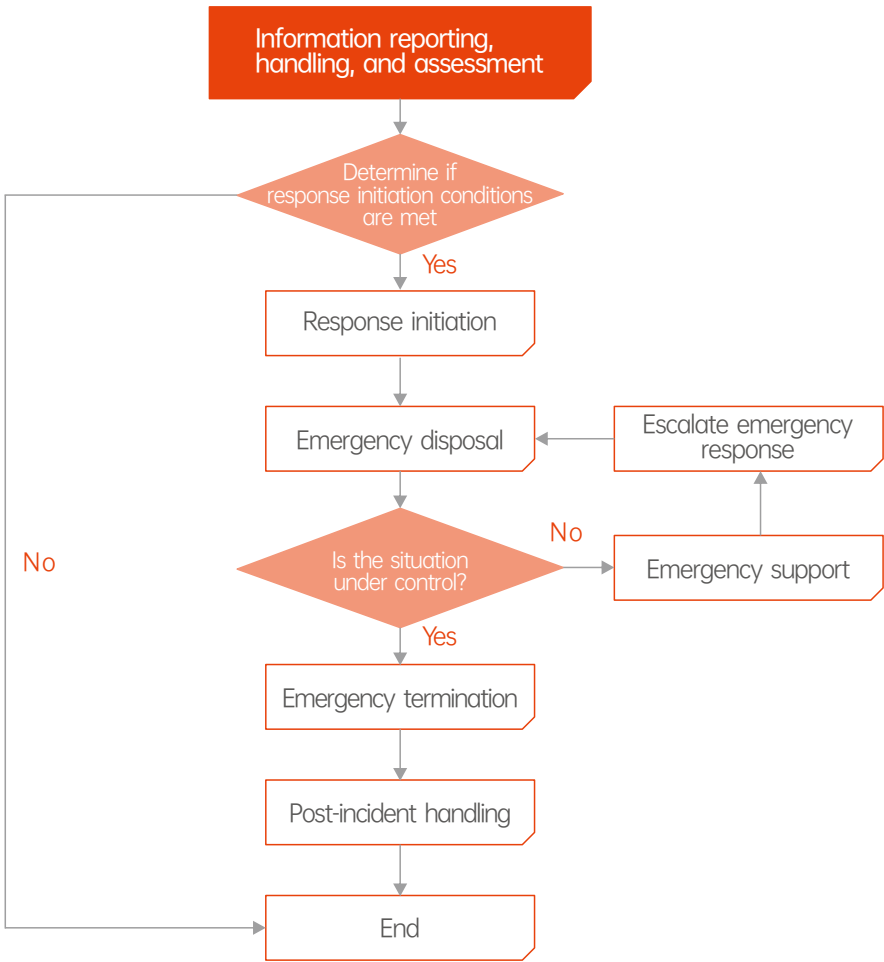 Information reporting,
handling, and assessment
Determine if
response initiation conditions
are met
Yes
Response initiation
Emergency disposal
Escalate emergency
response
No
Is the situation
under control?
No
Emergency support
Yes
Emergency termination
Post-incident handling
End